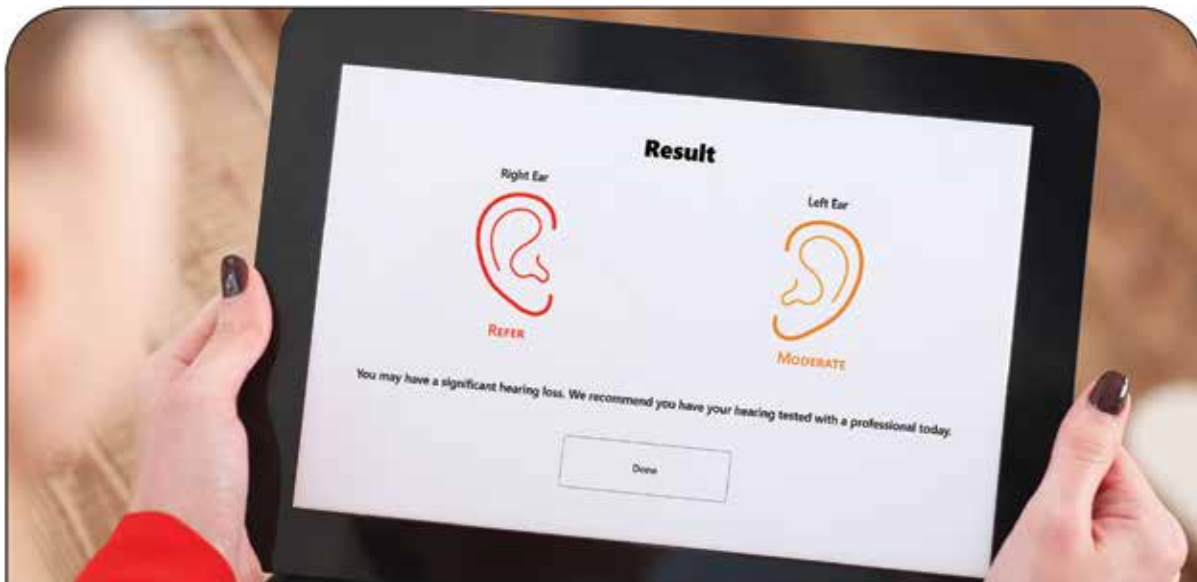 Result
Right Ear
Left Ear
REFER
MODERATE
You may have a significant hearing loss. We recommend you have your hearing tested with a professional today.
Done